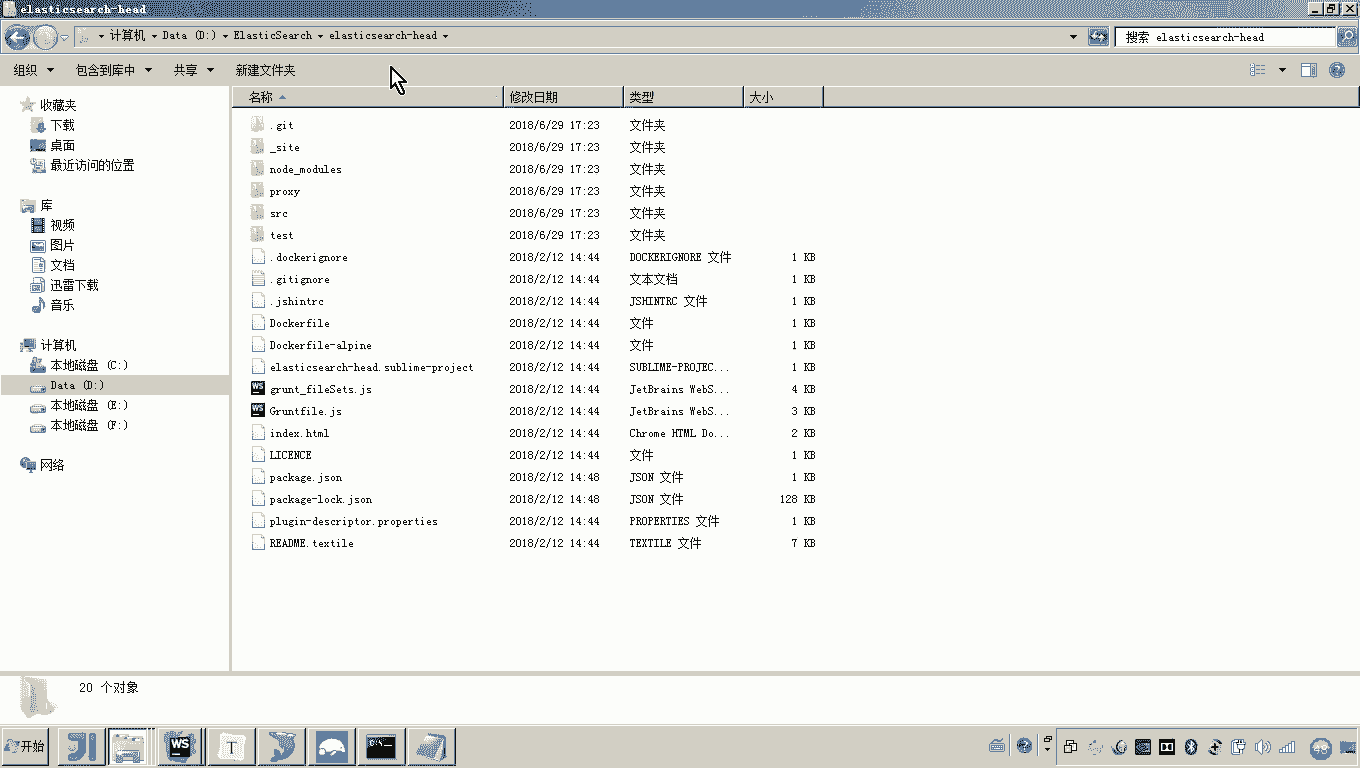 elasticsearch-head
计算机 Data (D:) ElasticSearch elasticsearch-head 搜索 elasticsearch-head
组织 包含到库中 共享 新建文件夹
名称 修改日期 类型 大小
收藏夹
下载
桌面
最近访问的位置
库
视频
图片
文档
迅雷下载
音乐
计算机
本地磁盘 (C:)
Data (D:)
本地磁盘 (E:)
本地磁盘 (F:)
网络
.git 2018/6/29 17:23 文件夹
_site 2018/6/29 17:23 文件夹
node_modules 2018/6/29 17:23 文件夹
proxy 2018/6/29 17:23 文件夹
src 2018/6/29 17:23 文件夹
test 2018/6/29 17:23 文件夹
.dockerignore 2018/2/12 14:44 DOCKERIGNORE 文件 1 KB
.gitignore 2018/2/12 14:44 文本文档 1 KB
.jshintrc 2018/2/12 14:44 JSHINTRC 文件 1 KB
Dockerfile 2018/2/12 14:44 文件 1 KB
Dockerfile-alpine 2018/2/12 14:44 文件 1 KB
elasticsearch-head.sublime-project 2018/2/12 14:44 SUBLIME-PROJEC... 1 KB
grunt_fileSets.js 2018/2/12 14:44 JetBrains WebS... 4 KB
Gruntfile.js 2018/2/12 14:44 JetBrains WebS... 3 KB
index.html 2018/2/12 14:44 Chrome HTML Do... 2 KB
LICENCE 2018/2/12 14:44 文件 1 KB
package.json 2018/2/12 14:48 JSON 文件 1 KB
package-lock.json 2018/2/12 14:48 JSON 文件 128 KB
plugin-descriptor.properties 2018/2/12 14:44 PROPERTIES 文件 1 KB
README.textile 2018/2/12 14:44 TEXTILE 文件 7 KB
20 个对象
开始 WS T